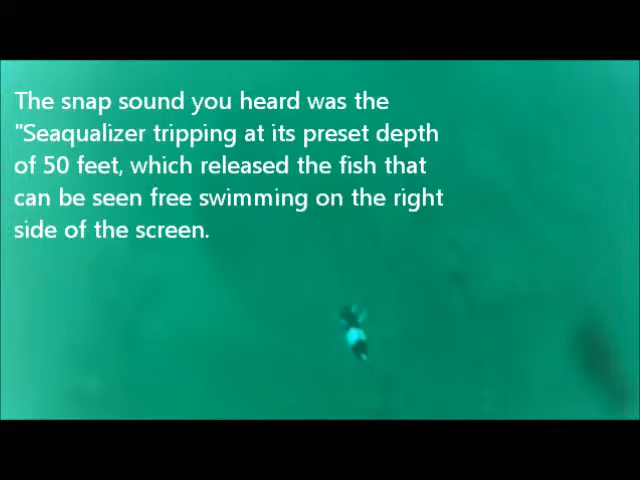 The snap sound you heard was the
"Seaqualizer tripping at its preset depth
of 50 feet, which released the fish that
can be seen free swimming on the right
side of the screen.